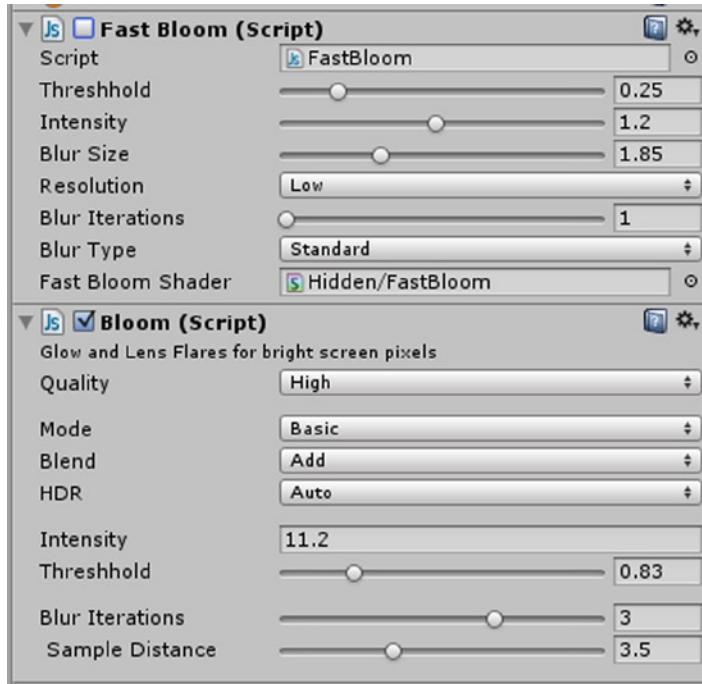 Js Fast Bloom (Script)
Script Js FastBloom
Threshhold 0.25
Intensity 1.2
Blur Size 1.85
Resolution Low
Blur Iterations 1
Blur Type Standard
Fast Bloom Shader S Hidden/FastBloom
Js Bloom (Script)
Glow and Lens Flares for bright screen pixels
Quality High
Mode Basic
Blend Add
HDR Auto
Intensity 11.2
Threshhold 0.83
Blur Iterations 3
Sample Distance 3.5